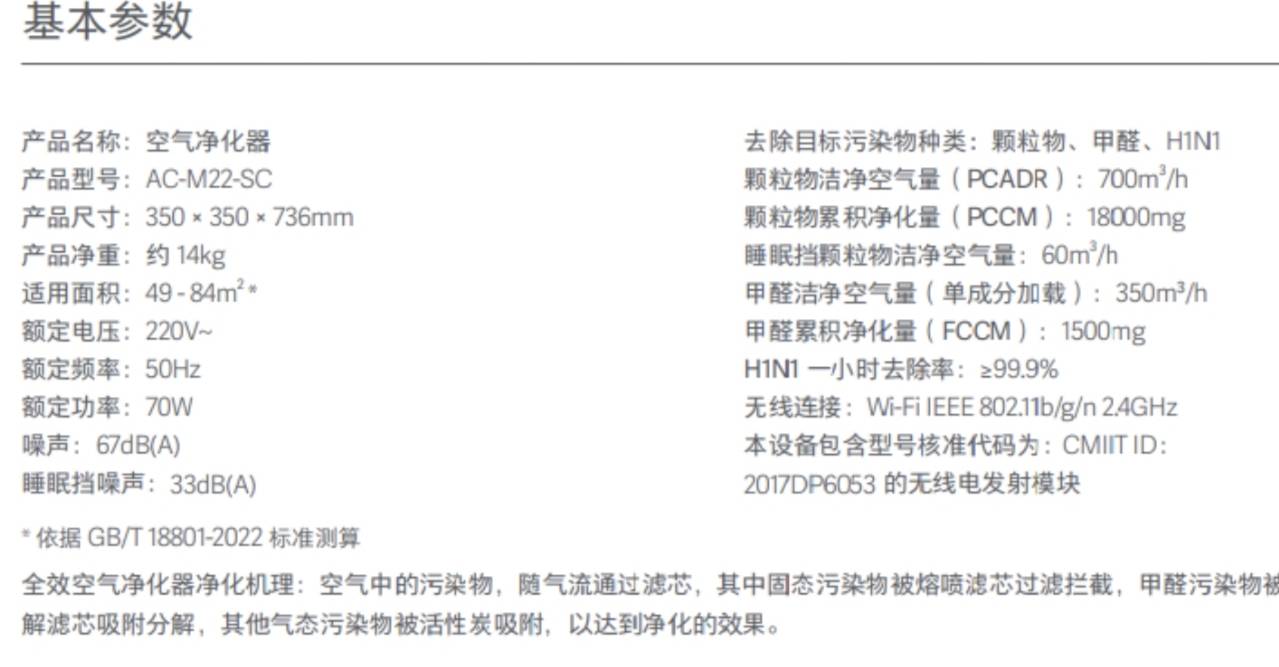 基本参数
产品名称：空气净化器
产品型号：AC-M22-SC
产品尺寸：350 × 350 × 736mm
产品净重：约 14kg
适用面积：49 - 84m²*
额定电压：220V~
额定频率：50Hz
额定功率：70W
噪声：67dB(A)
睡眠挡噪声：33dB(A)
去除目标污染物种类：颗粒物、甲醛、H1N1
颗粒物洁净空气量（PCADR）：700m³/h
颗粒物累积净化量（PCCM）：18000mg
睡眠挡颗粒物洁净空气量：60m³/h
甲醛洁净空气量（单成分加载）：350m³/h
甲醛累积净化量（FCCM）：1500mg
H1N1 一小时去除率：≥99.9%
无线连接：Wi-Fi IEEE 802.11b/g/n 2.4GHz
本设备包含型号核准代码为：CMIIT ID：
2017DP6053 的无线电发射模块
* 依据 GB/T 18801-2022 标准测算
全效空气净化器净化机理：空气中的污染物，随气流通过滤芯，其中固态污染物被熔喷滤芯过滤拦截，甲醛污染物被
解滤芯吸附分解，其他气态污染物被活性炭吸附，以达到净化的效果。